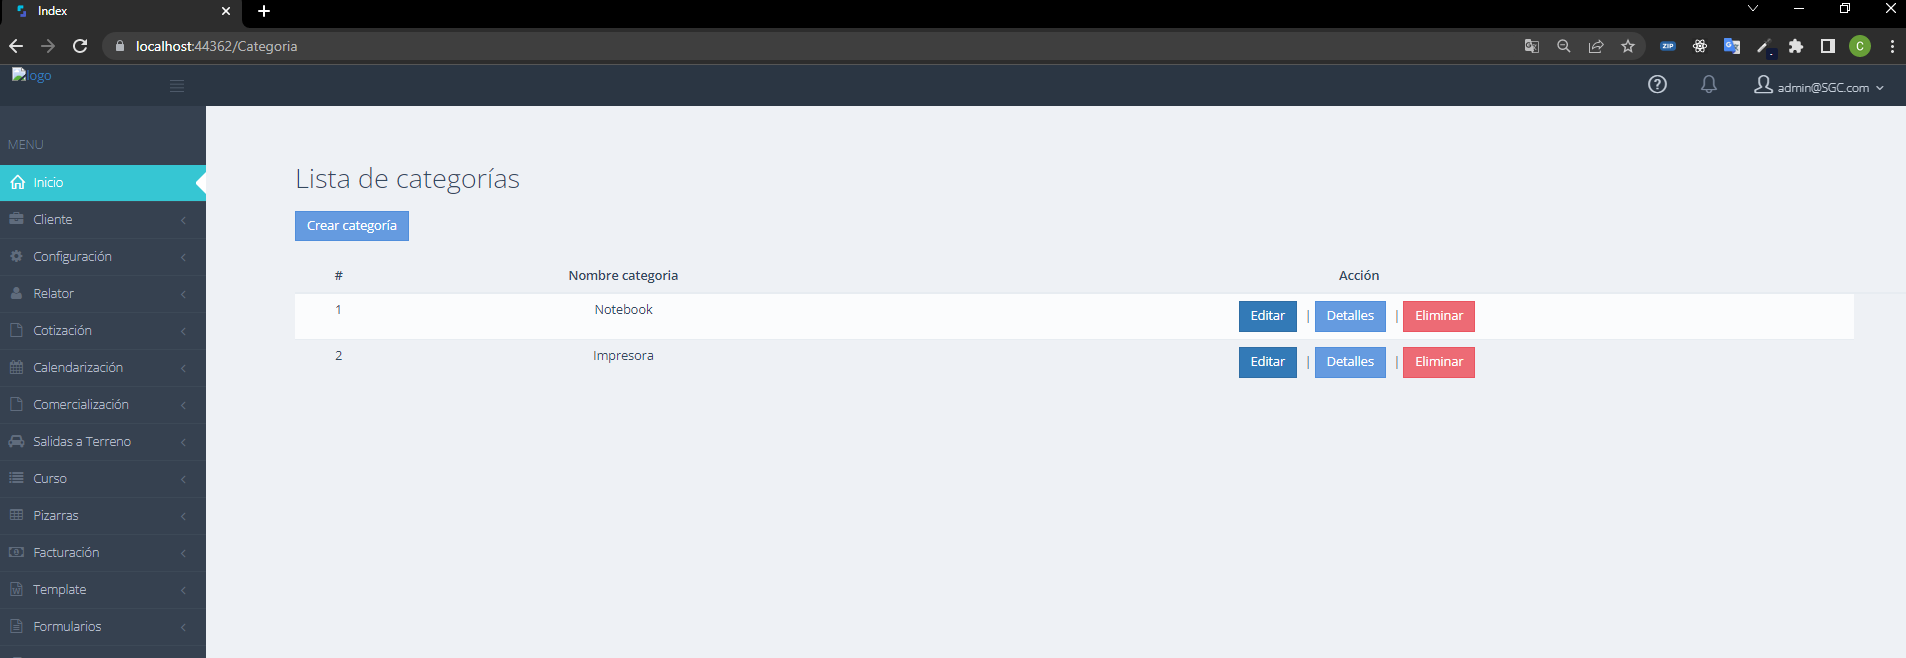 Index
localhost:44362/Categoria
ZIP
C
logo
admin@SGC.com
MENU
Inicio
Cliente
Configuración
Relator
Cotización
Calendarización
Comercialización
Salidas a Terreno
Curso
Pizarras
Facturación
Template
Formularios
Lista de categorías
Crear categoría
# Nombre categoria Acción
1 Notebook Editar | Detalles | Eliminar
2 Impresora Editar | Detalles | Eliminar